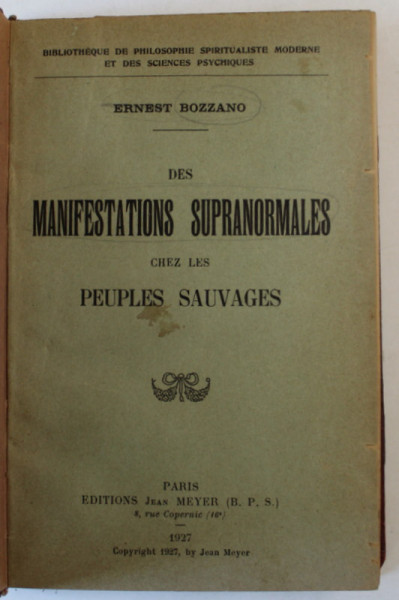 BIBLIOTHÈQUE DE PHILOSOPHIE SPIRITUALISTE MODERNE
ET DES SCIENCES PSYCHIQUES
ERNEST BOZZANO
DES
MANIFESTATIONS SUPRANORMALES
CHEZ LES
PEUPLES SAUVAGES
PARIS
EDITIONS JEAN MEYER (B. P. S.)
8, rue Copernic (16ᵉ)
1927
Copyright 1927, by Jean Meyer